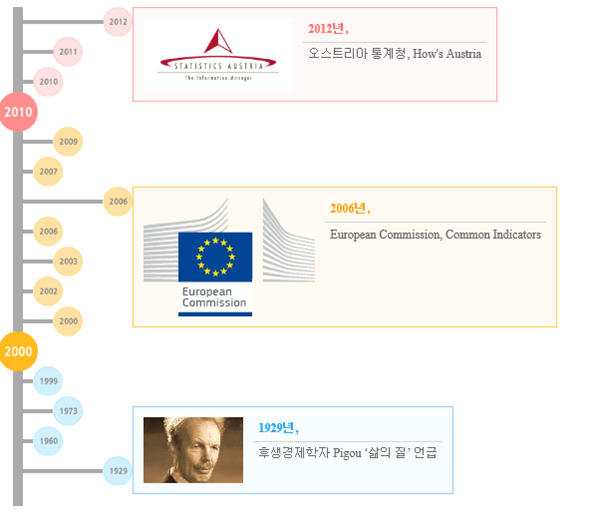 2012
2012년,
2011
오스트리아 통계청, How's Austria
STATISTICS AUSTRIA
The Information Manager
2010
2010
2009
2007
2006
2006년,
2006
European Commission, Common Indicators
2003
2002
European
Commission
2000
2000
1999
1973
1929년,
1960
후생경제학자 Pigou ‘삶의 질’ 언급
1929